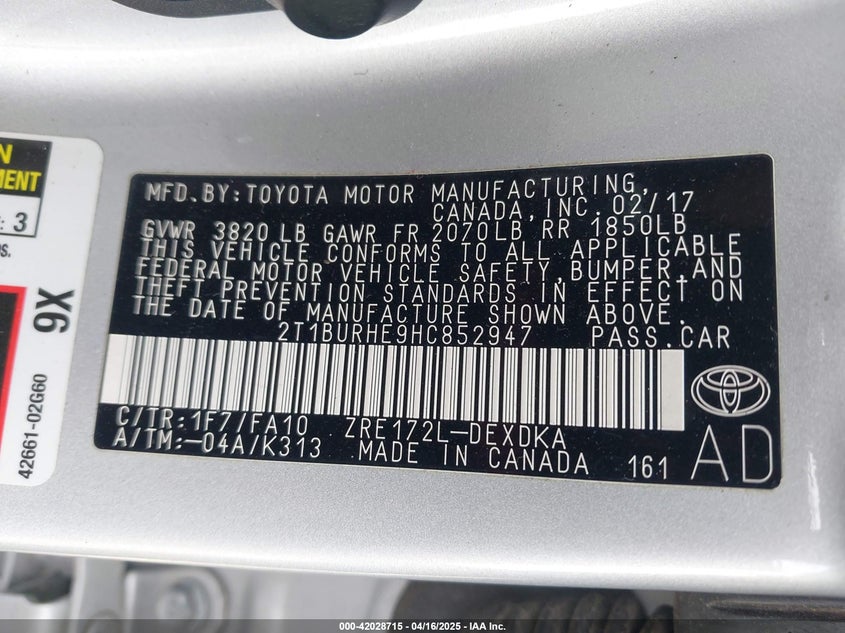 N
MENT
: 3
OS.
9X
42661-02G60
MFD.BY:TOYOTA MOTOR MANUFACTURING,
CANADA,INC. 02/17
GVWR 3820 LB GAWR FR 2070LB RR 1850LB
THIS VEHICLE CONFORMS TO ALL APPLICABLE
FEDERAL MOTOR VEHICLE SAFETY,BUMPER,AND
THEFT PREVENTION STANDARDS IN EFFECT ON
THE DATE OF MANUFACTURE SHOWN ABOVE.
2T1BURHE9HC852947 PASS.CAR
C/TR:1F7/FA10 ZRE172L-DEXDKA
A/TM:-04A/K313 MADE IN CANADA 161
AD
000-42028715 - 04/16/2025 - IAA Inc.